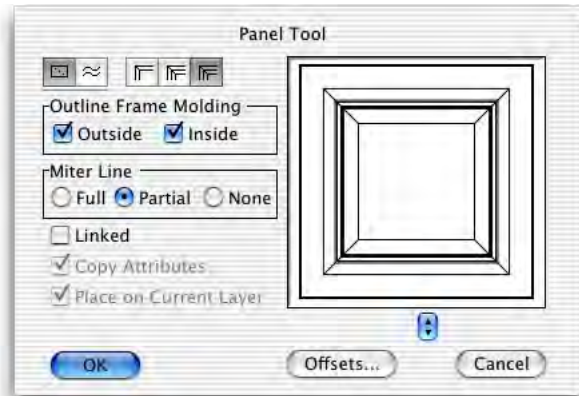 Panel Tool
Outline Frame Molding
Outside Inside
Miter Line
Full Partial None
Linked
Copy Attributes
Place on Current Layer
OK Offsets... Cancel